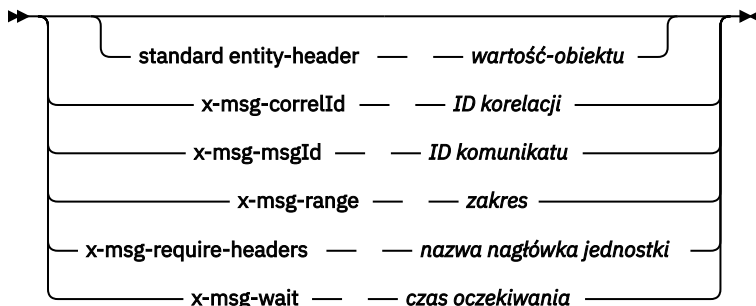 standard entity-header — wartość-obiektu
x-msg-correlId — ID korelacji
x-msg-msgId — ID komunikatu
x-msg-range — zakres
x-msg-require-headers — nazwa nagłówka jednostki
x-msg-wait — czas oczekiwania